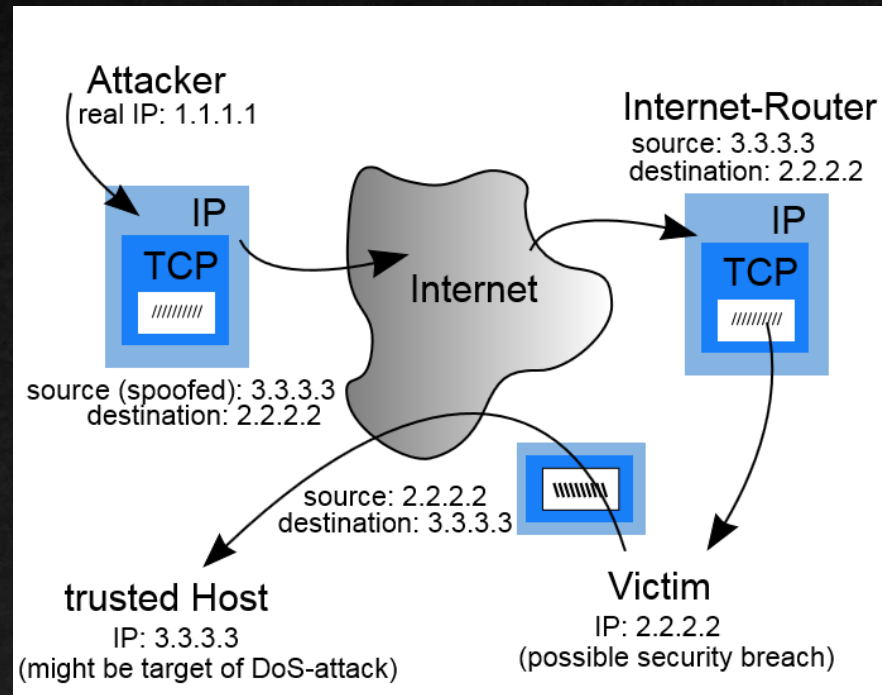 Attacker
real IP: 1.1.1.1
Internet-Router
source: 3.3.3.3
destination: 2.2.2.2
IP
TCP
Internet
IP
TCP
source (spoofed): 3.3.3.3
destination: 2.2.2.2
source: 2.2.2.2
destination: 3.3.3.3
trusted Host
IP: 3.3.3.3
(might be target of DoS-attack)
Victim
IP: 2.2.2.2
(possible security breach)